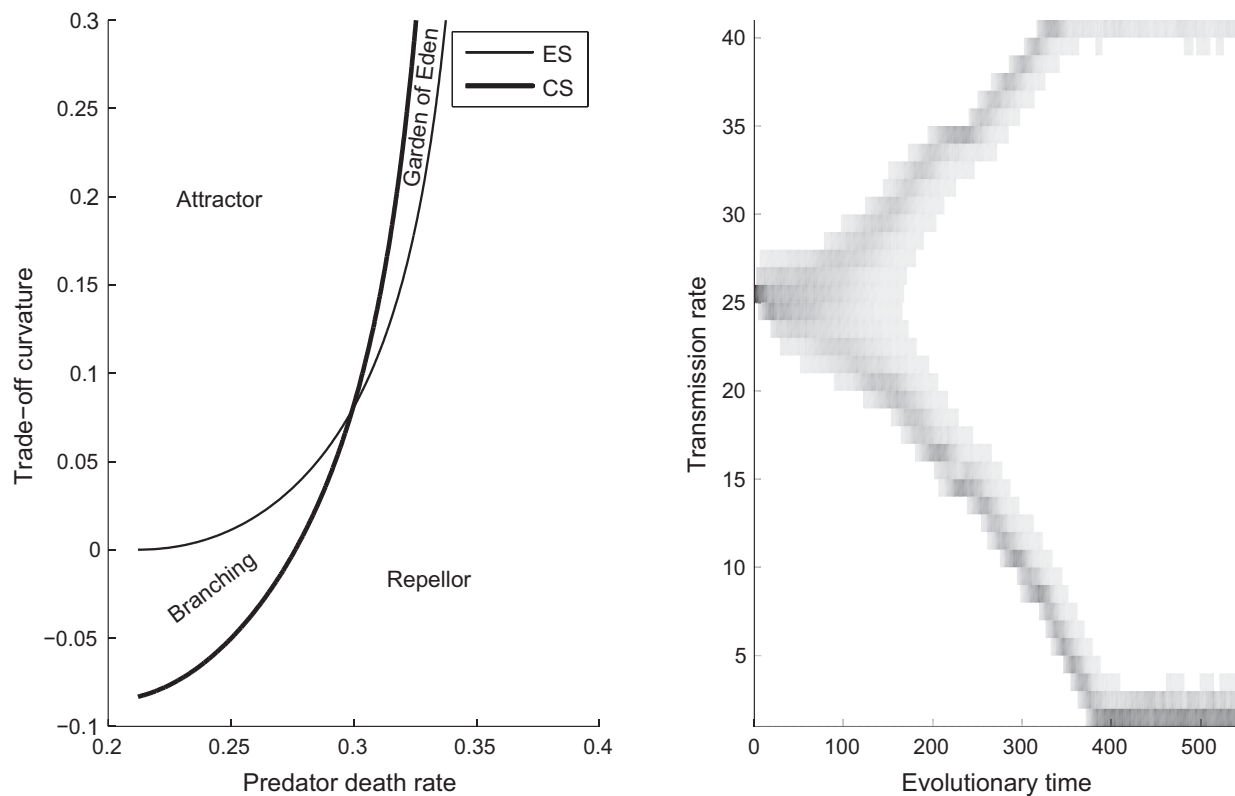 0.3
0.25
0.2
0.15
0.1
0.05
0
−0.05
−0.1
0.2
0.25
0.3
0.35
0.4
Trade−off curvature
Predator death rate
ES
CS
Garden of Eden
Attractor
Branching
Repellor
40
35
30
25
20
15
10
5
0
100
200
300
400
500
Transmission rate
Evolutionary time